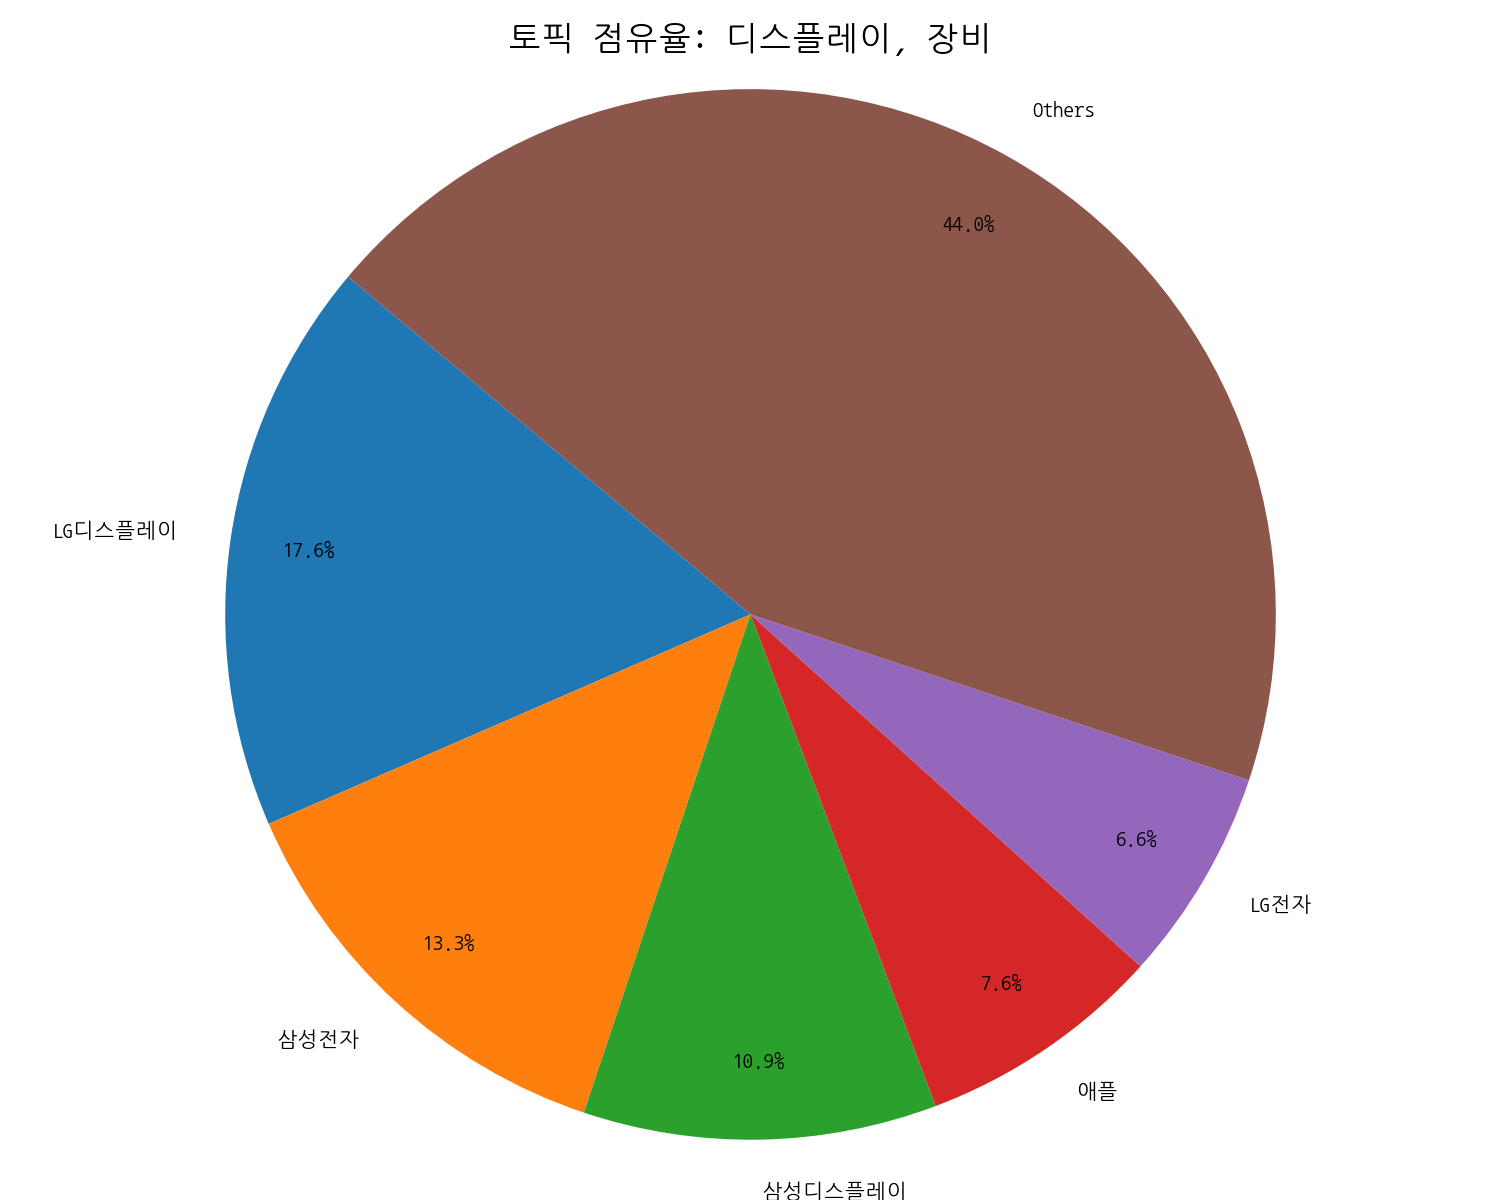 토픽 점유율: 디스플레이, 장비
Others
44.0%
LG디스플레이
17.6%
13.3%
삼성전자
10.9%
삼성디스플레이
7.6%
애플
6.6%
LG전자